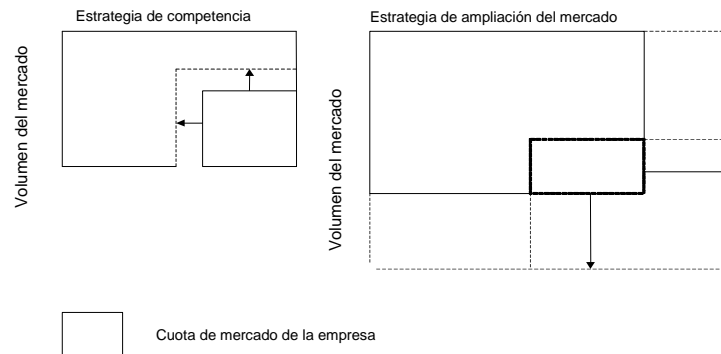 Estrategia de competencia
Estrategia de ampliación del mercado
Volumen del mercado
Volumen del mercado
Cuota de mercado de la empresa